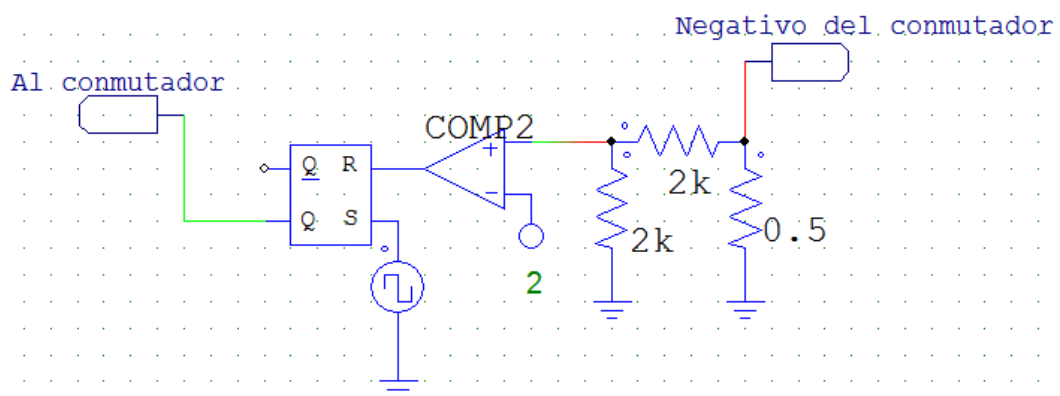 Negativo del conmutador
Al conmutador
COMP2
+
-
Q R
Q S
2k
2k
0.5
2